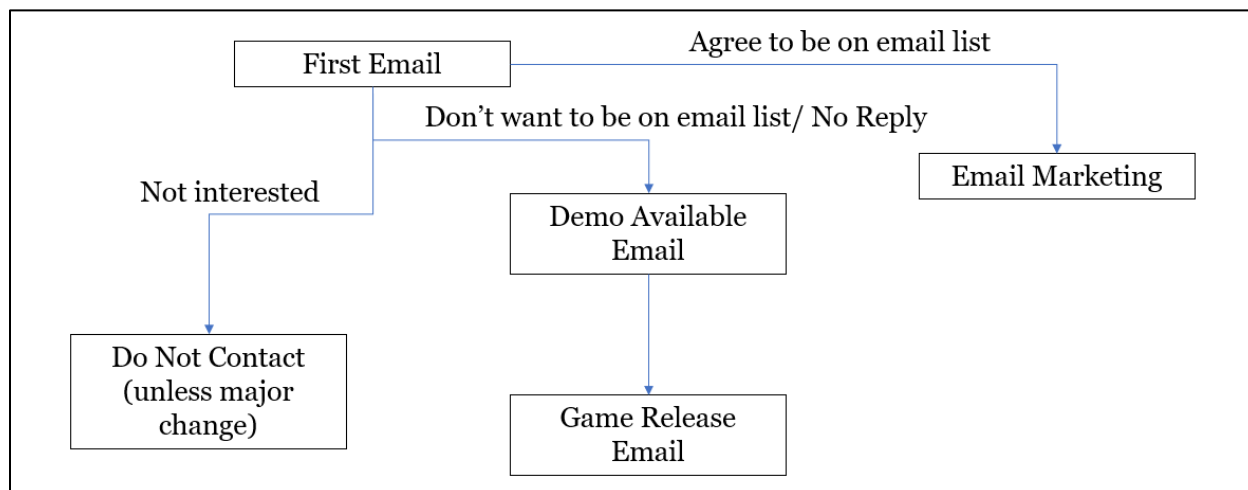 First Email
Agree to be on email list
Don’t want to be on email list/ No Reply
Email Marketing
Not interested
Demo Available
Email
Do Not Contact
(unless major
change)
Game Release
Email